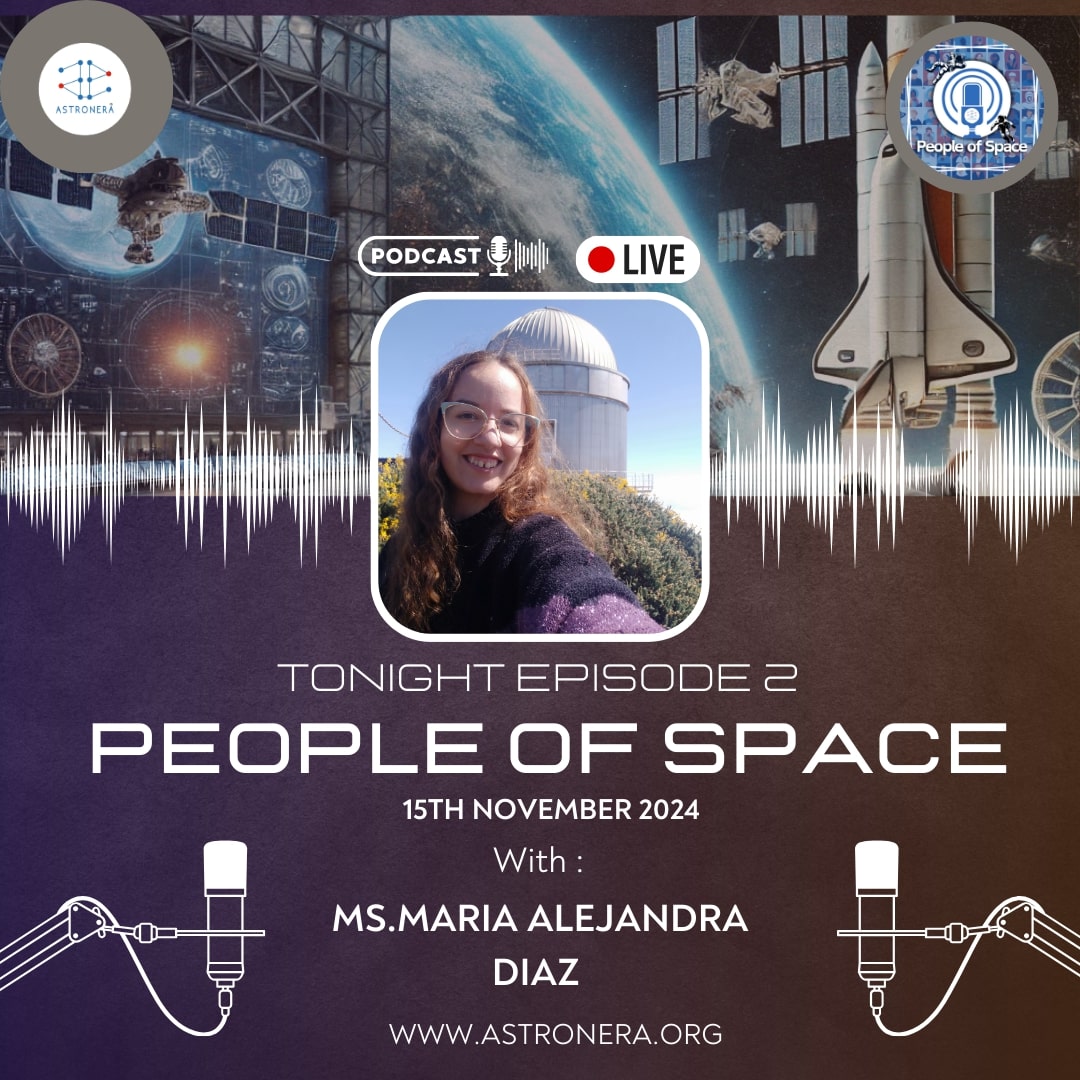 ASTRONERÂ
People of Space
PODCAST
LIVE
TONIGHT EPISODE 2
PEOPLE OF SPACE
15TH NOVEMBER 2024
With :
MS.MARIA ALEJANDRA
DIAZ
WWW.ASTRONERA.ORG